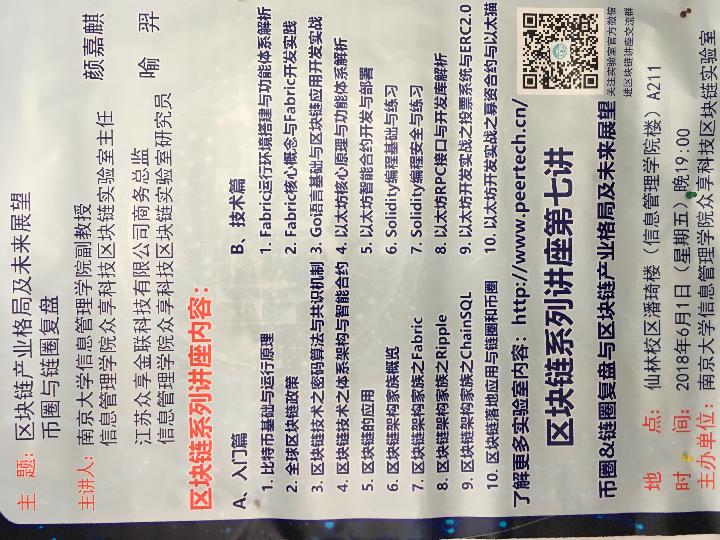 主　题: 区块链产业格局及未来展望
币圈与链圈复盘
主讲人: 南京大学信息管理学院副教授 颜嘉麒
信息管理学院众享科技区块链实验室主任
江苏众享金联科技有限公司商务总监 喻羿
信息管理学院众享科技区块链实验室研究员
区块链系列讲座内容:
A、入门篇
1. 比特币基础与运行原理
2. 全球区块链政策
3. 区块链技术之密码算法与共识机制
4. 区块链技术之体系架构与智能合约
5. 区块链的应用
6. 区块链架构家族概览
7. 区块链架构家族之Fabric
8. 区块链架构家族之Ripple
9. 区块链架构家族之ChainSQL
10. 区块链落地应用与链圈和币圈
B、技术篇
1. Fabric运行环境搭建与功能体系解析
2. Fabric核心概念与Fabric开发实践
3. Go语言基础与区块链应用开发实战
4. 以太坊核心原理与功能体系解析
5. 以太坊智能合约开发与部署
6. Solidity编程基础与练习
7. Solidity编程安全与练习
8. 以太坊RPC接口与开发库解析
9. 以太坊开发实战之投票系统与ERC2.0
10. 以太坊开发实战之募资合约与以太猫
了解更多实验室内容: http://www.peertech.cn/
关注实验室官方微信
进区块链讲座交流群
区块链系列讲座第七讲
币圈&链圈复盘与区块链产业格局及未来展望
地　点: 仙林校区潘琦楼（信息管理学院楼）A211
时　间: 2018年6月1日（星期五）晚19:00
主办单位: 南京大学信息管理学院众享科技区块链实验室